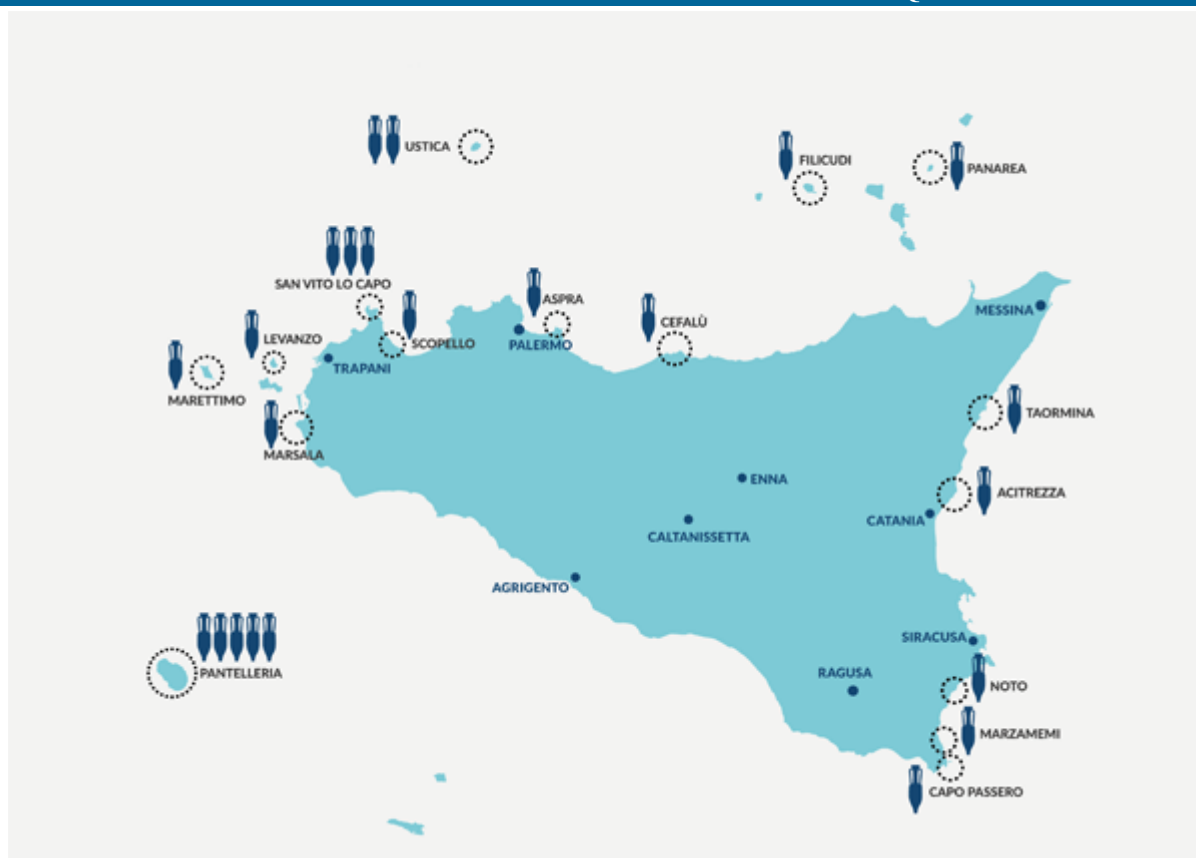 USTICA
FILICUDI
PANAREA
SAN VITO LO CAPO
ASPRA
MESSINA
CEFALÙ
LEVANZO
SCOPELLO
PALERMO
TRAPANI
MARETTIMO
TAORMINA
MARSALA
ENNA
ACITREZZA
CATANIA
CALTANISSETTA
AGRIGENTO
SIRACUSA
PANTELLERIA
RAGUSA
NOTO
MARZAMEMI
CAPO PASSERO